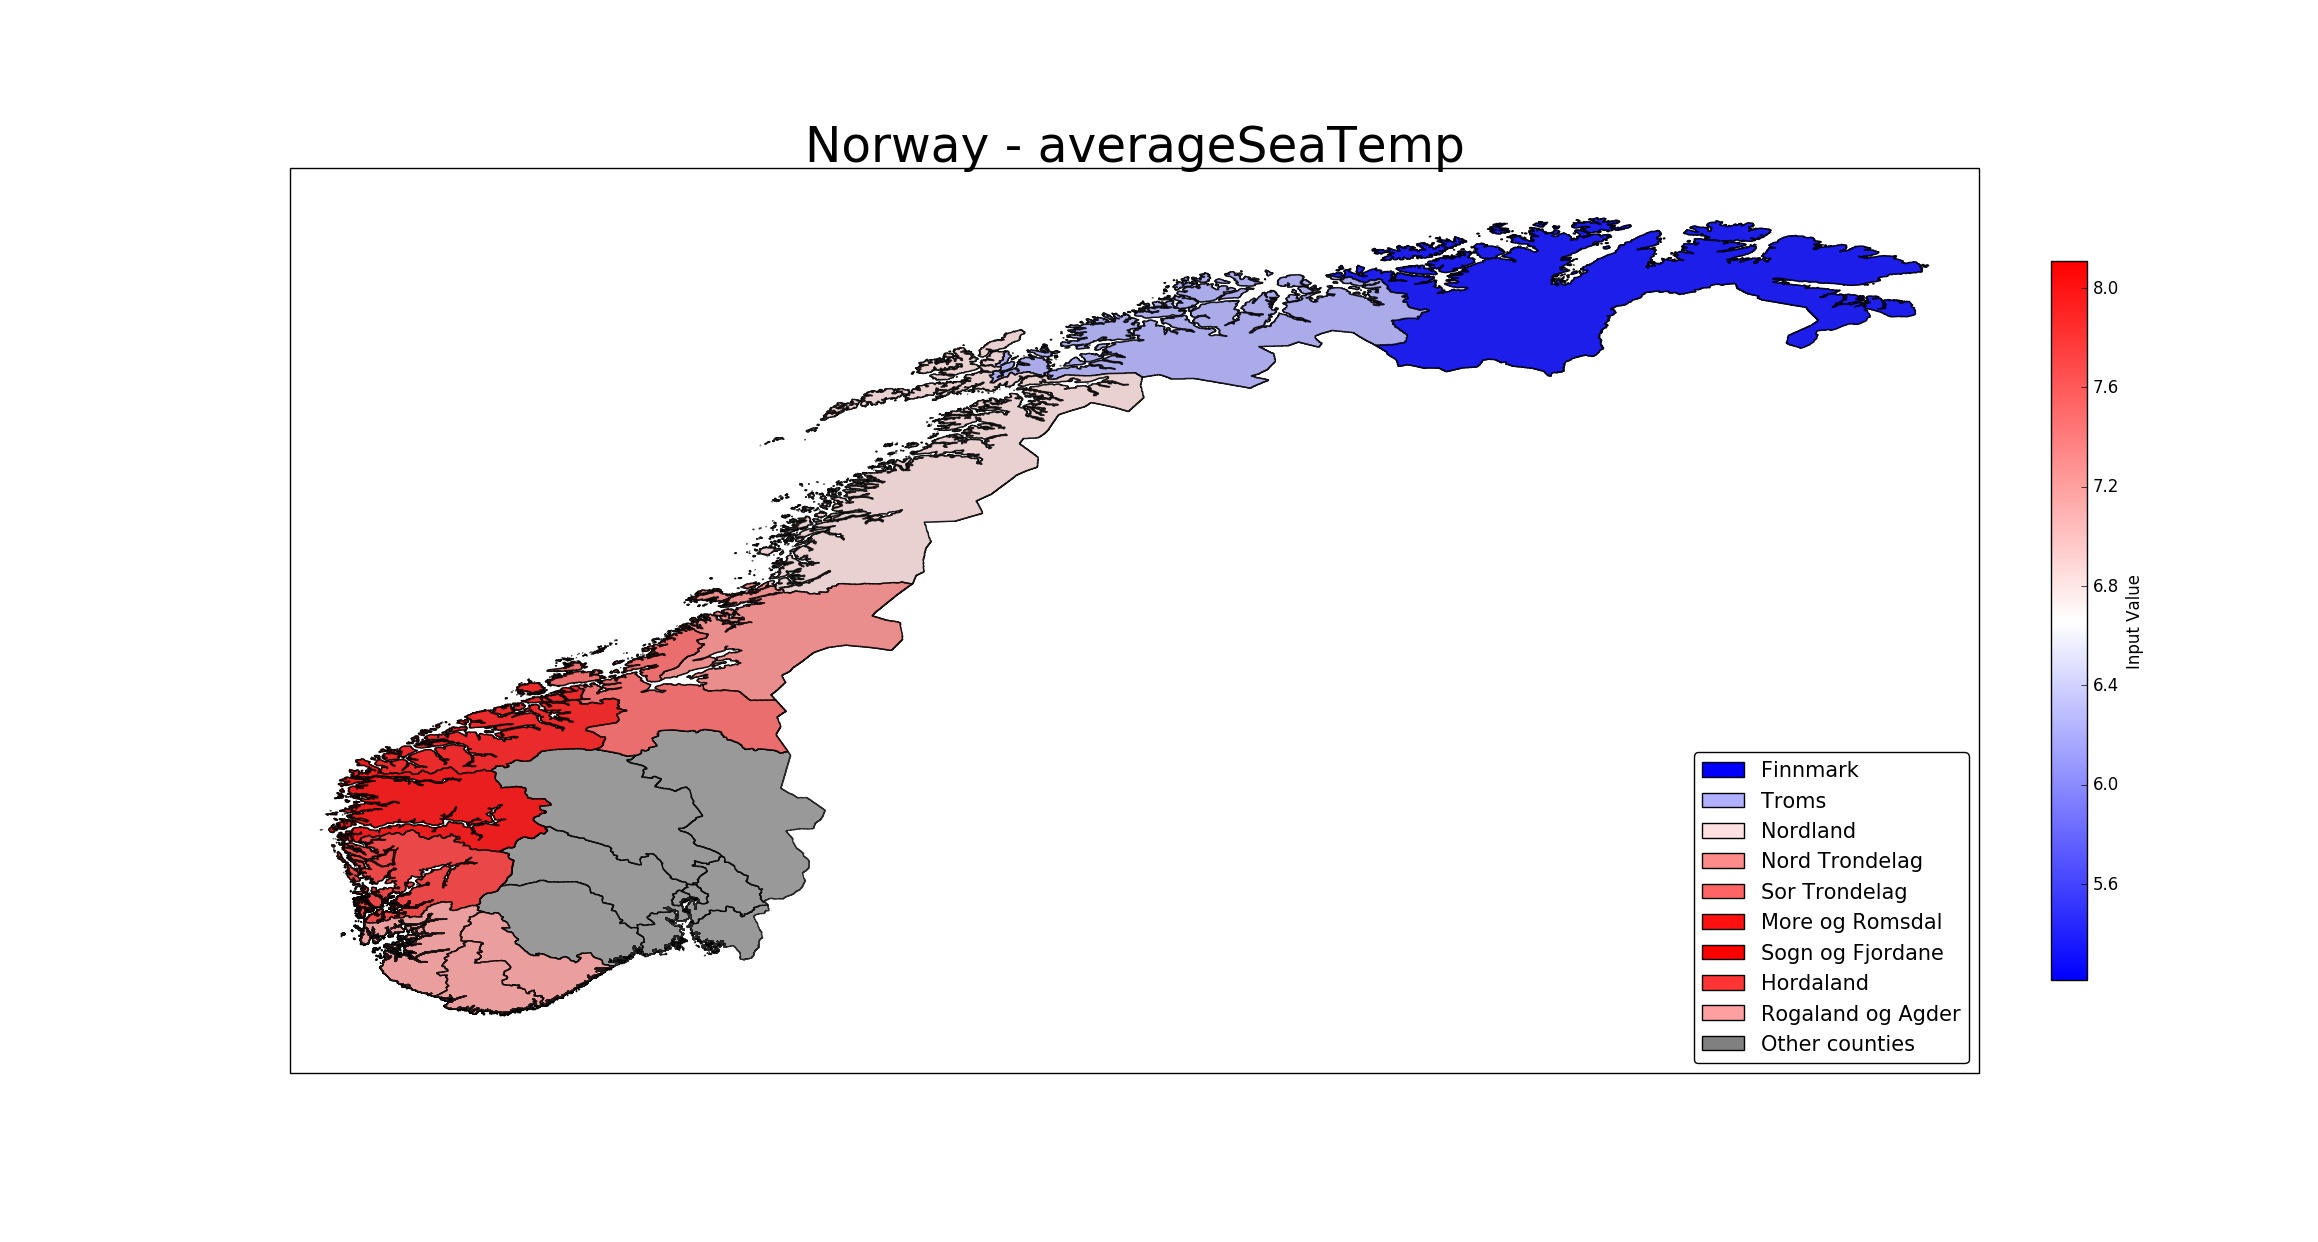 Norway - averageSeaTemp
8.0
7.6
7.2
6.8
6.4
6.0
5.6
Input Value
Finnmark
Troms
Nordland
Nord Trondelag
Sor Trondelag
More og Romsdal
Sogn og Fjordane
Hordaland
Rogaland og Agder
Other counties